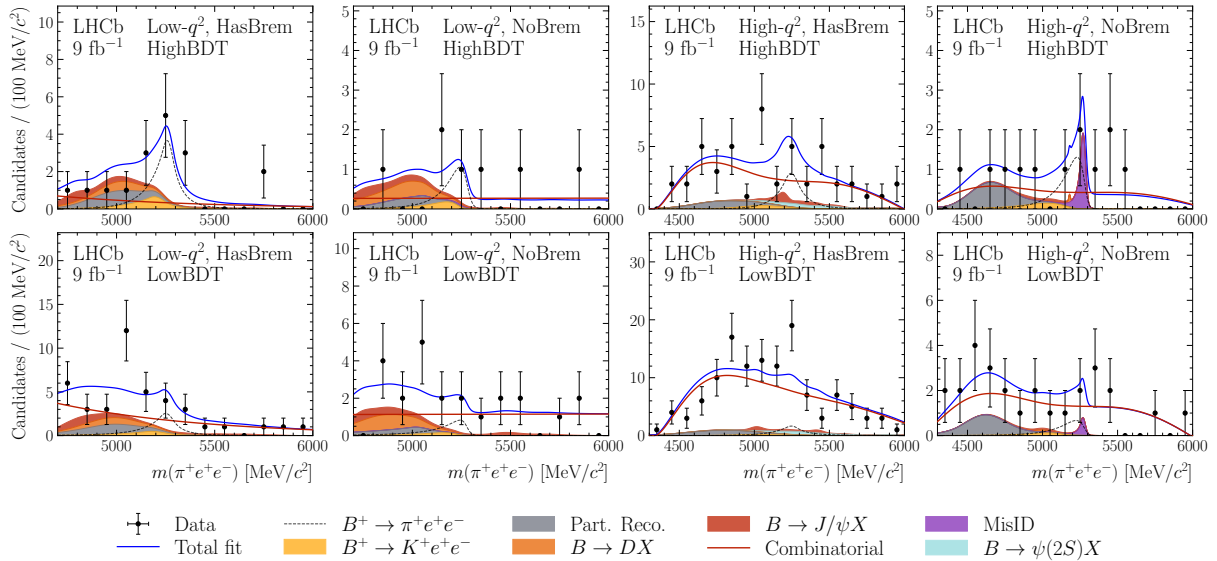 LHCb Low-q², HasBrem
9 fb⁻¹ HighBDT
LHCb Low-q², NoBrem
9 fb⁻¹ HighBDT
LHCb High-q², HasBrem
9 fb⁻¹ HighBDT
LHCb High-q², NoBrem
9 fb⁻¹ HighBDT
Candidates / (100 MeV/c²)
10
8
6
4
2
0
5000 5500 6000
5
4
3
2
1
0
5000 5500 6000
15
10
5
0
4500 5000 5500 6000
5
4
3
2
1
0
4500 5000 5500 6000
LHCb Low-q², HasBrem
9 fb⁻¹ LowBDT
LHCb Low-q², NoBrem
9 fb⁻¹ LowBDT
LHCb High-q², HasBrem
9 fb⁻¹ LowBDT
LHCb High-q², NoBrem
9 fb⁻¹ LowBDT
Candidates / (100 MeV/c²)
20
15
10
5
0
5000 5500 6000
m(π⁺e⁺e⁻) [MeV/c²]
10
8
6
4
2
0
5000 5500 6000
m(π⁺e⁺e⁻) [MeV/c²]
30
20
10
0
4500 5000 5500 6000
m(π⁺e⁺e⁻) [MeV/c²]
8
6
4
2
0
4500 5000 5500 6000
m(π⁺e⁺e⁻) [MeV/c²]
Data B⁺ → π⁺e⁺e⁻ Part. Reco. B → J/ψX MisID
Total fit B⁺ → K⁺e⁺e⁻ B → DX Combinatorial B → ψ(2S)X